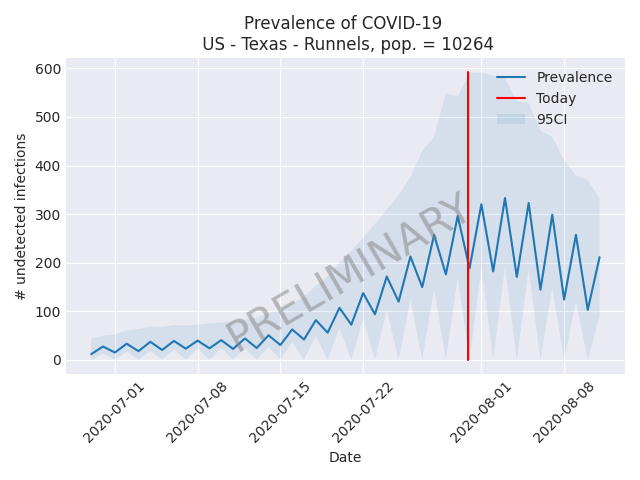 Prevalence of COVID-19
US - Texas - Runnels, pop. = 10264
600
500
400
300
200
100
0
# undetected infections
Prevalence
Today
95CI
PRELIMINARY
2020-07-01
2020-07-08
2020-07-15
2020-07-22
2020-08-01
2020-08-08
Date